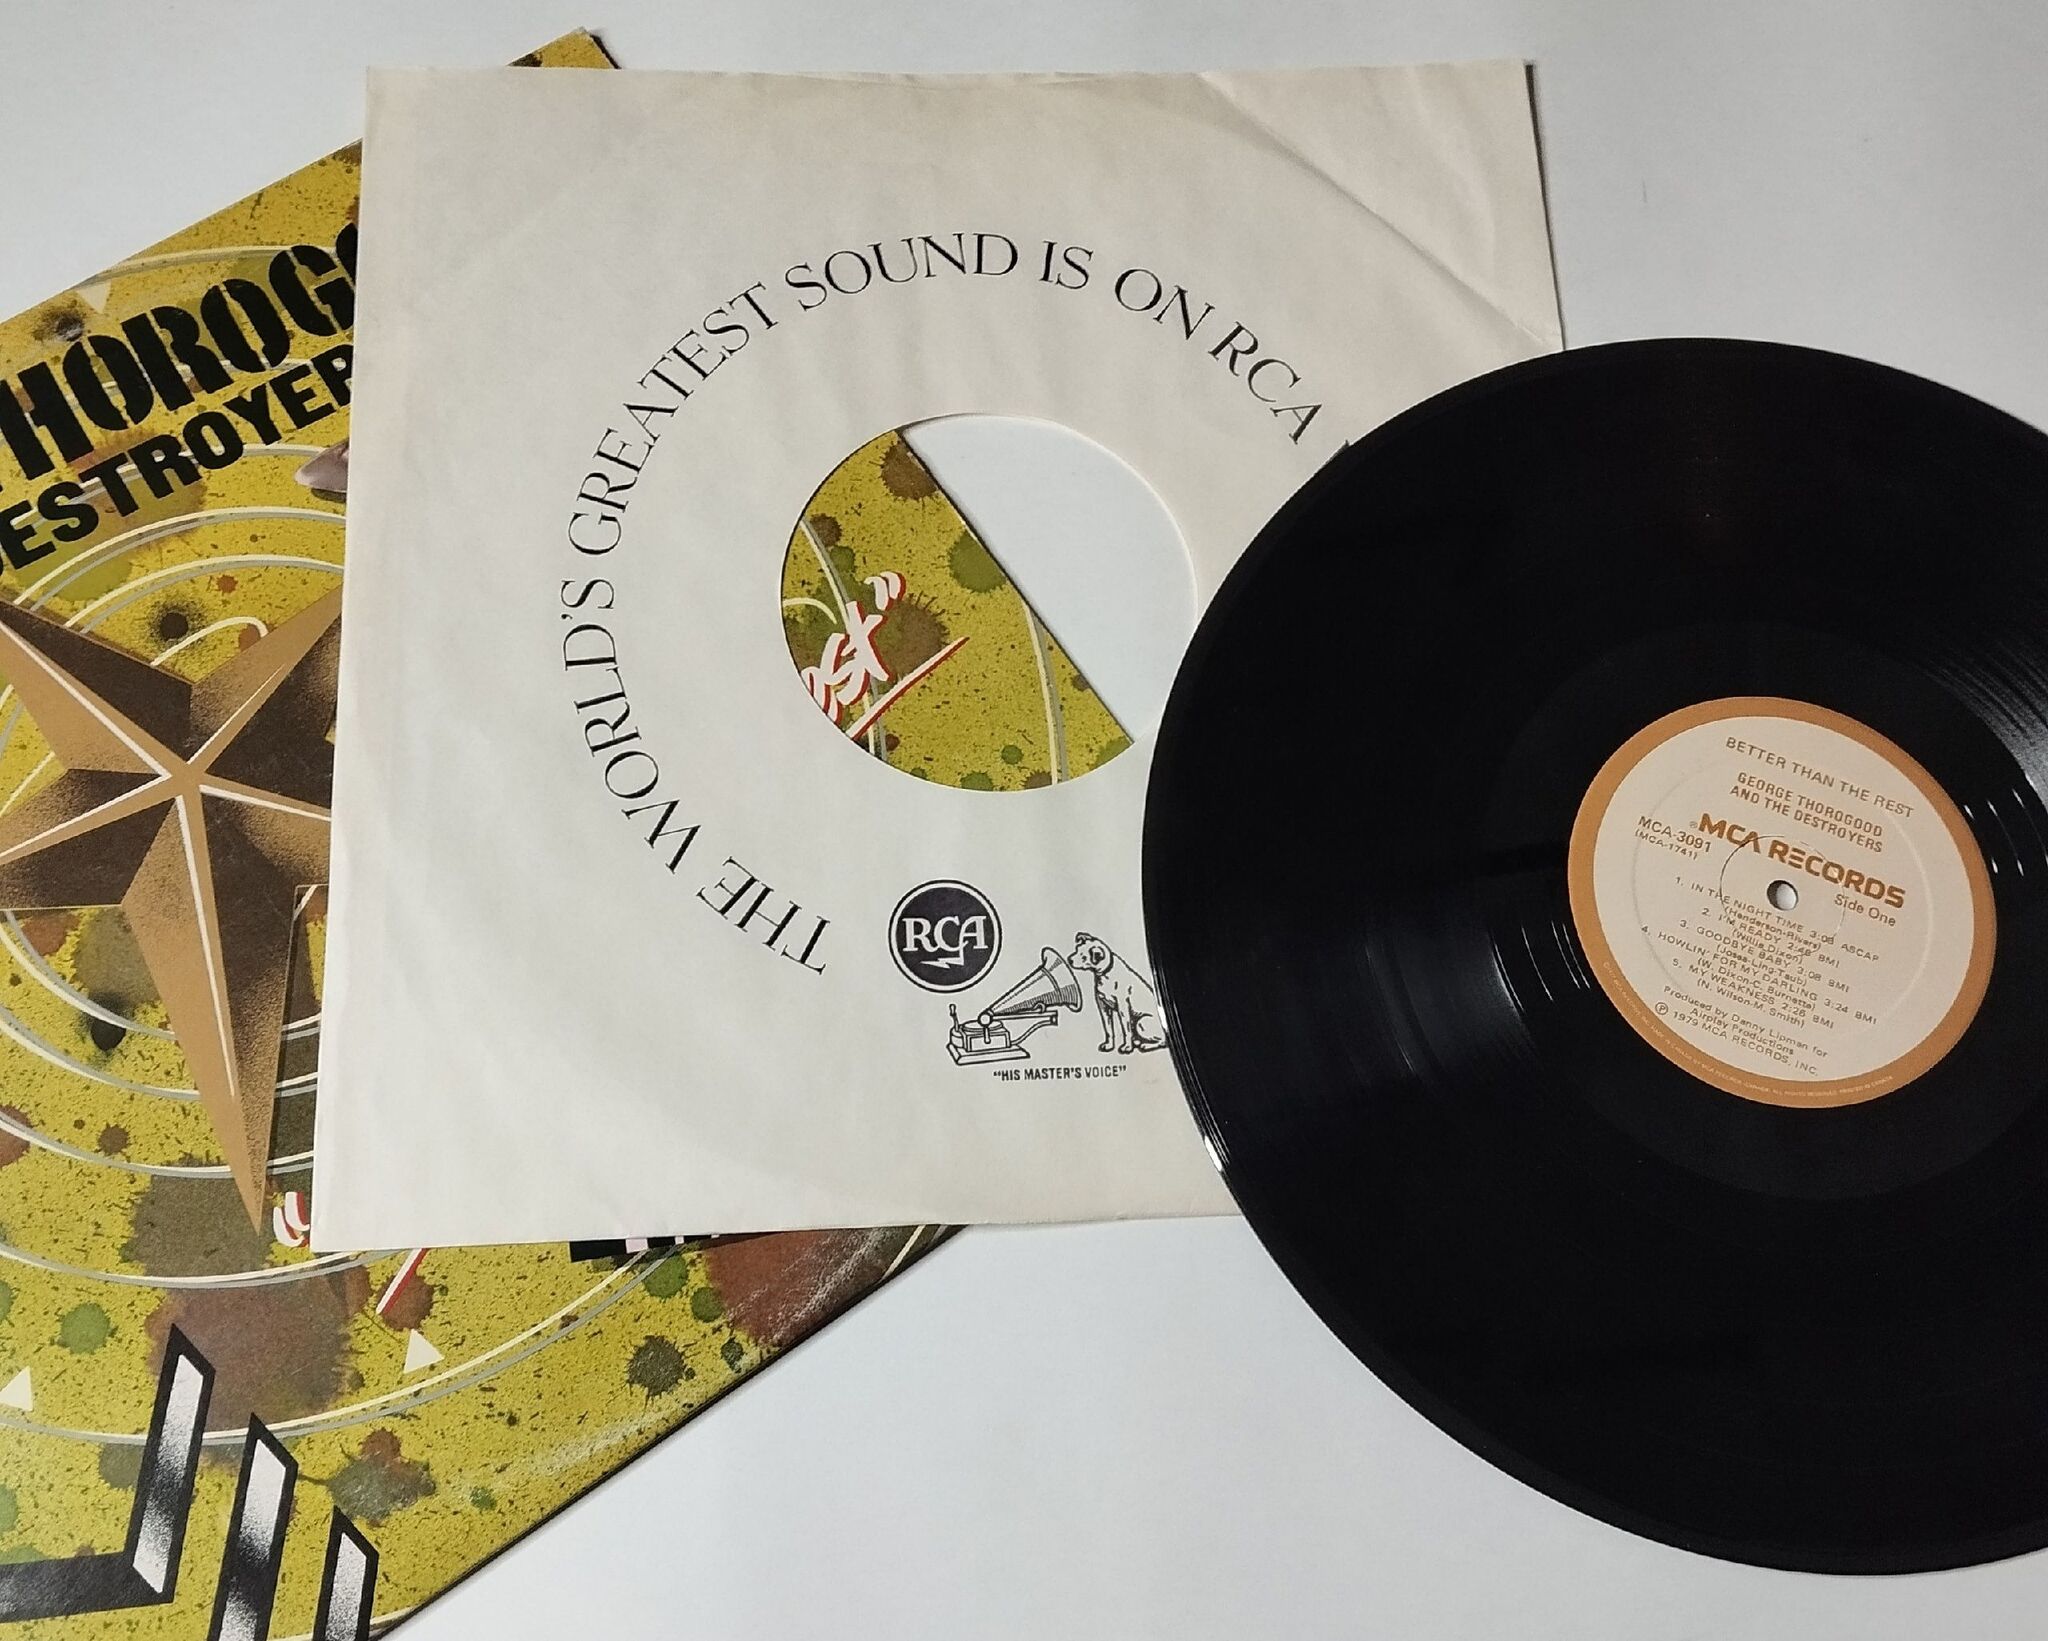 THOROGO
DESTROYER
est"
"
THE WORLD'S GREATEST SOUND IS ON RCA
RCA
"HIS MASTER'S VOICE"
BETTER THAN THE REST
GEORGE THOROGOOD
AND THE DESTROYERS
®MCA RECORDS
MCA-3091
(MCA-1741)
Side One
1. IN THE NIGHT TIME 3:08 ASCAP
(Henderson-Rivers)
2. I'M READY 2:48 BMI
(Willie Dixon)
3. GOODBYE BABY 3:08 BMI
(Josea-Ling-Taub)
4. HOWLIN' FOR MY DARLING 3:24 BMI
(W. Dixon-C. Burnette)
5. MY WEAKNESS 2:26 BMI
(N. Wilson-M. Smith)
Produced by Danny Lipman for
Airplay Productions
Ⓟ 1979 MCA RECORDS, INC.